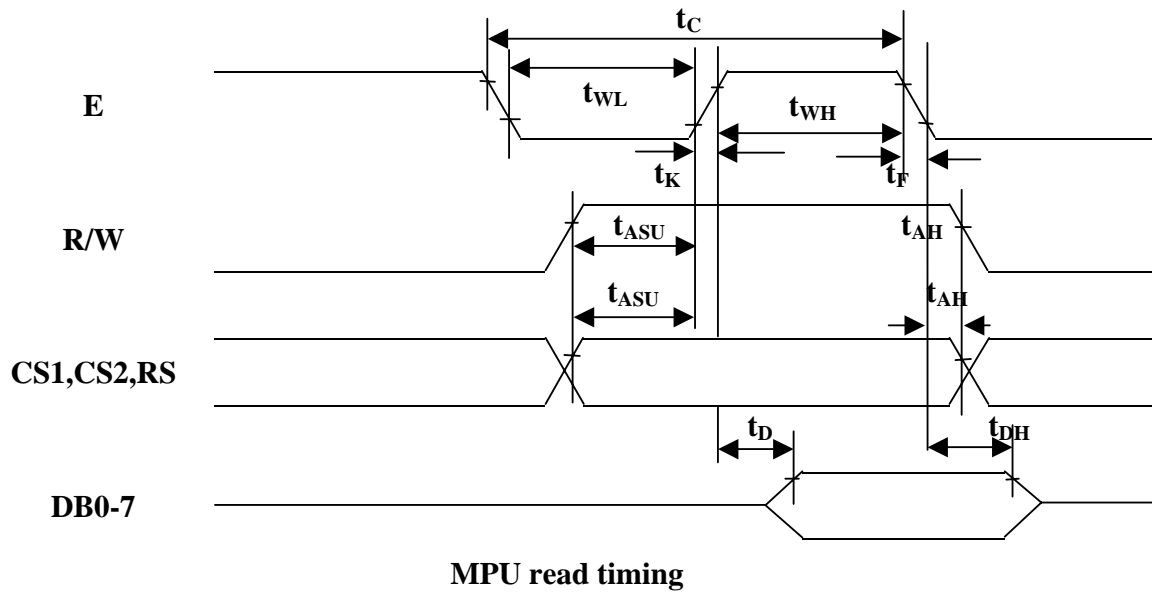 tC
E
tWL
tWH
tK
tF
R/W
tASU
tAH
tASU
tAH
CS1,CS2,RS
tD
tDH
DB0-7
MPU read timing